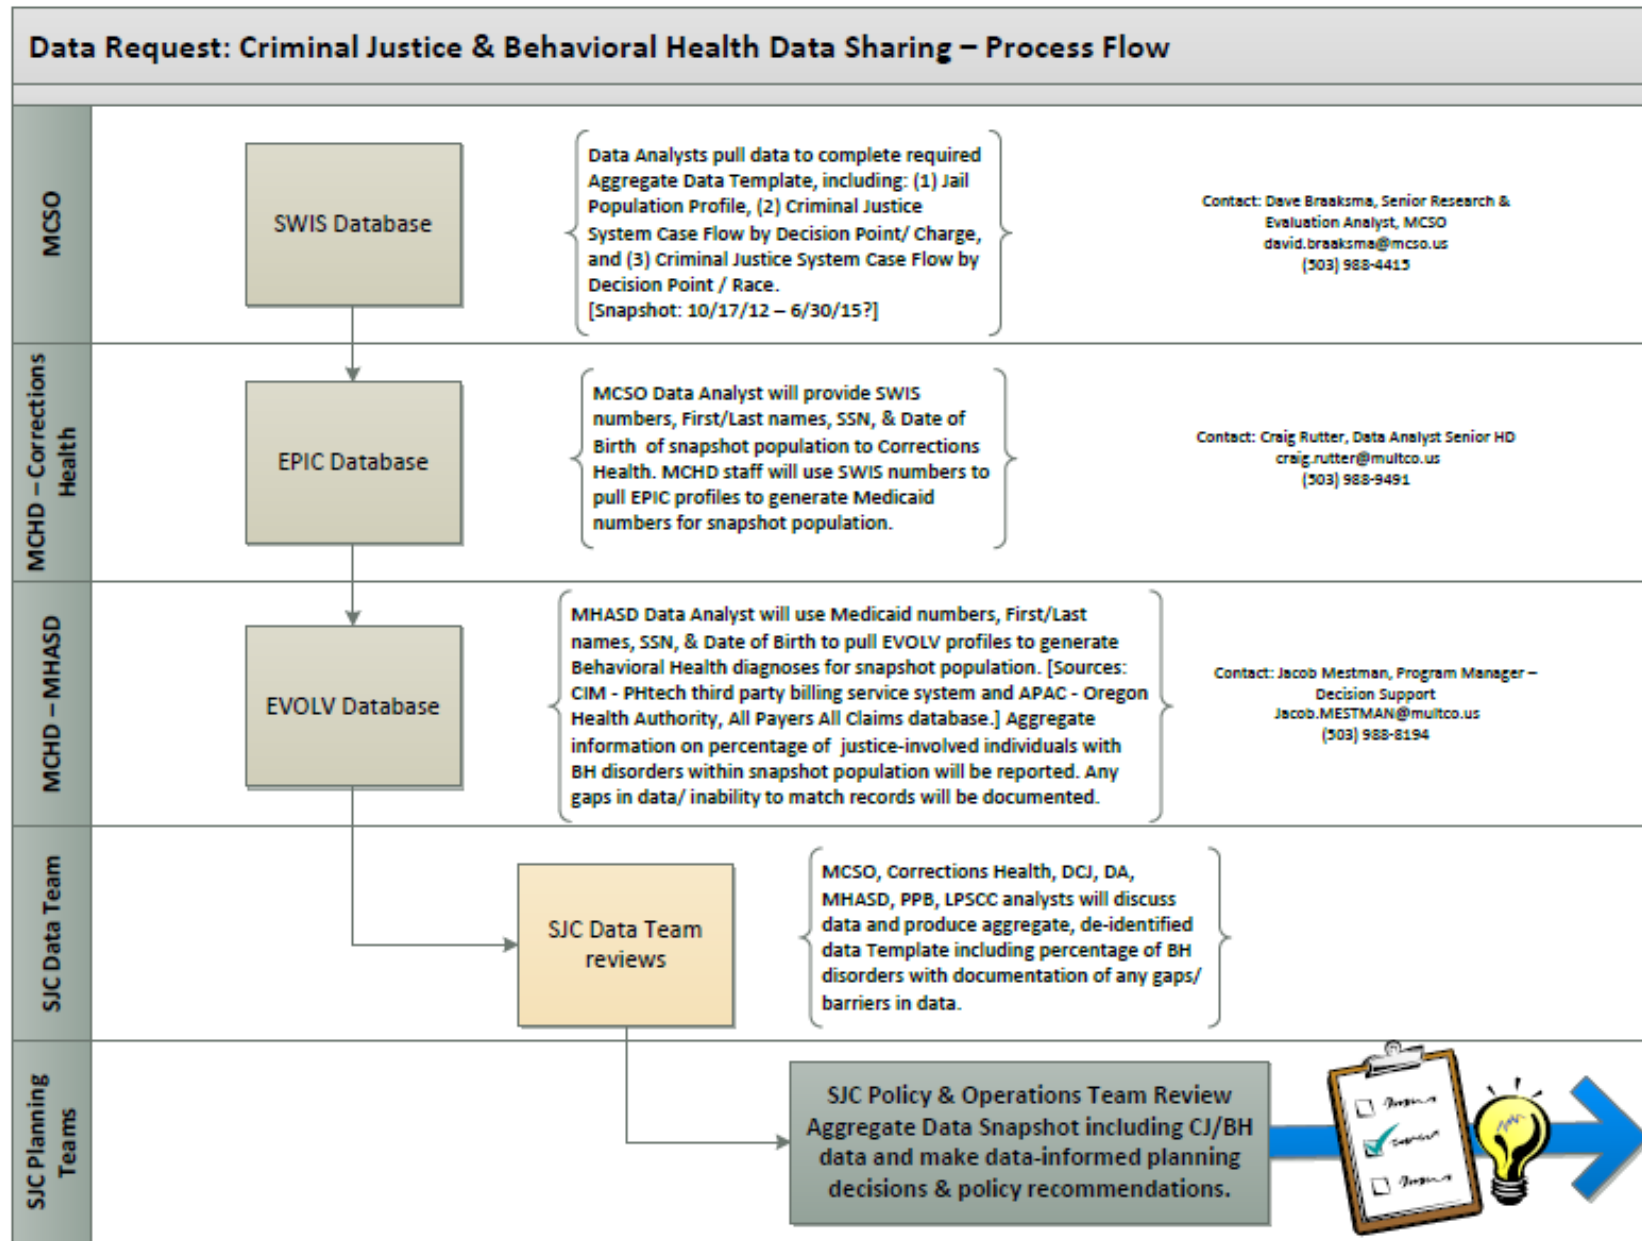 Data Request: Criminal Justice & Behavioral Health Data Sharing – Process Flow
MCSO
SWIS Database
Data Analysts pull data to complete required
Aggregate Data Template, including: (1) Jail
Population Profile, (2) Criminal Justice
System Case Flow by Decision Point/ Charge,
and (3) Criminal Justice System Case Flow by
Decision Point / Race.
[Snapshot: 10/17/12 – 6/30/15?]
Contact: Dave Braaksma, Senior Research &
Evaluation Analyst, MCSO
david.braaksma@mcso.us
(503) 988-4415
MCHD – Corrections
Health
EPIC Database
MCSO Data Analyst will provide SWIS
numbers, First/Last names, SSN, & Date of
Birth of snapshot population to Corrections
Health. MCHD staff will use SWIS numbers to
pull EPIC profiles to generate Medicaid
numbers for snapshot population.
Contact: Craig Rutter, Data Analyst Senior HD
craig.rutter@multco.us
(503) 988-9491
MCHD – MHASD
EVOLV Database
MHASD Data Analyst will use Medicaid numbers, First/Last
names, SSN, & Date of Birth to pull EVOLV profiles to generate
Behavioral Health diagnoses for snapshot population. [Sources:
CIM - PHtech third party billing service system and APAC - Oregon
Health Authority, All Payers All Claims database.] Aggregate
information on percentage of justice-involved individuals with
BH disorders within snapshot population will be reported. Any
gaps in data/ inability to match records will be documented.
Contact: Jacob Mestman, Program Manager –
Decision Support
Jacob.MESTMAN@multco.us
(503) 988-8194
SJC Data Team
SJC Data Team
reviews
MCSO, Corrections Health, DCJ, DA,
MHASD, PPB, LPSCC analysts will discuss
data and produce aggregate, de-identified
data Template including percentage of BH
disorders with documentation of any gaps/
barriers in data.
SJC Planning
Teams
SJC Policy & Operations Team Review
Aggregate Data Snapshot including CJ/BH
data and make data-informed planning
decisions & policy recommendations.